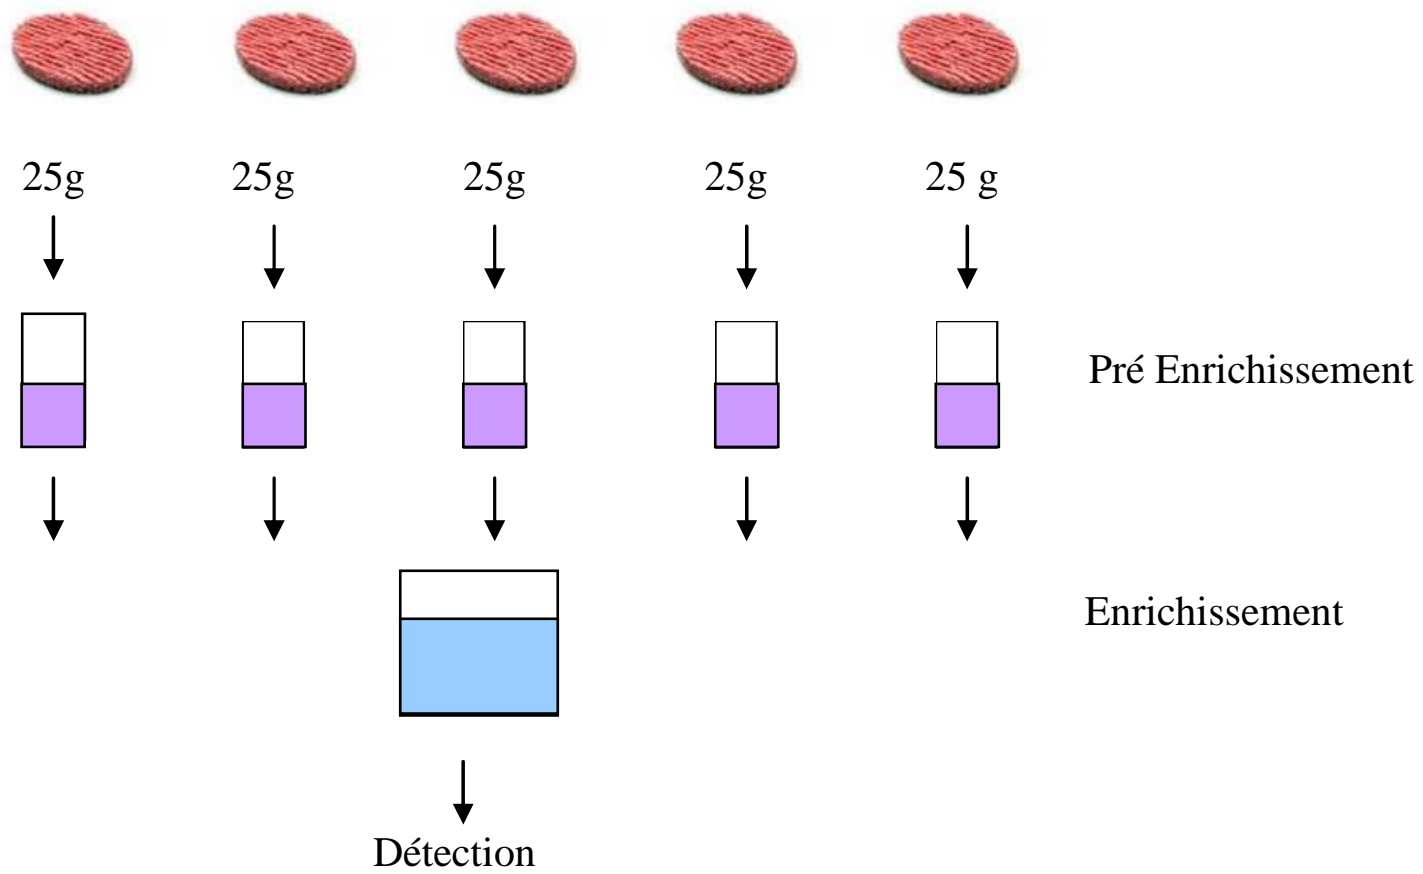 25g 25g 25g 25g 25 g
Pré Enrichissement
Enrichissement
Détection